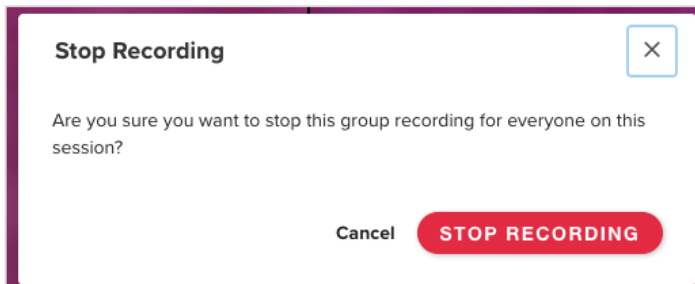 Stop Recording
Are you sure you want to stop this group recording for everyone on this
session?
Cancel STOP RECORDING